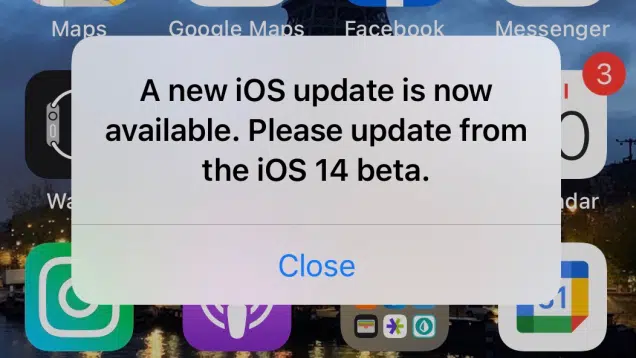 Maps
Google Maps
Facebook
Messenger
A new iOS update is now
available. Please update from
the iOS 14 beta.
3
Close
31